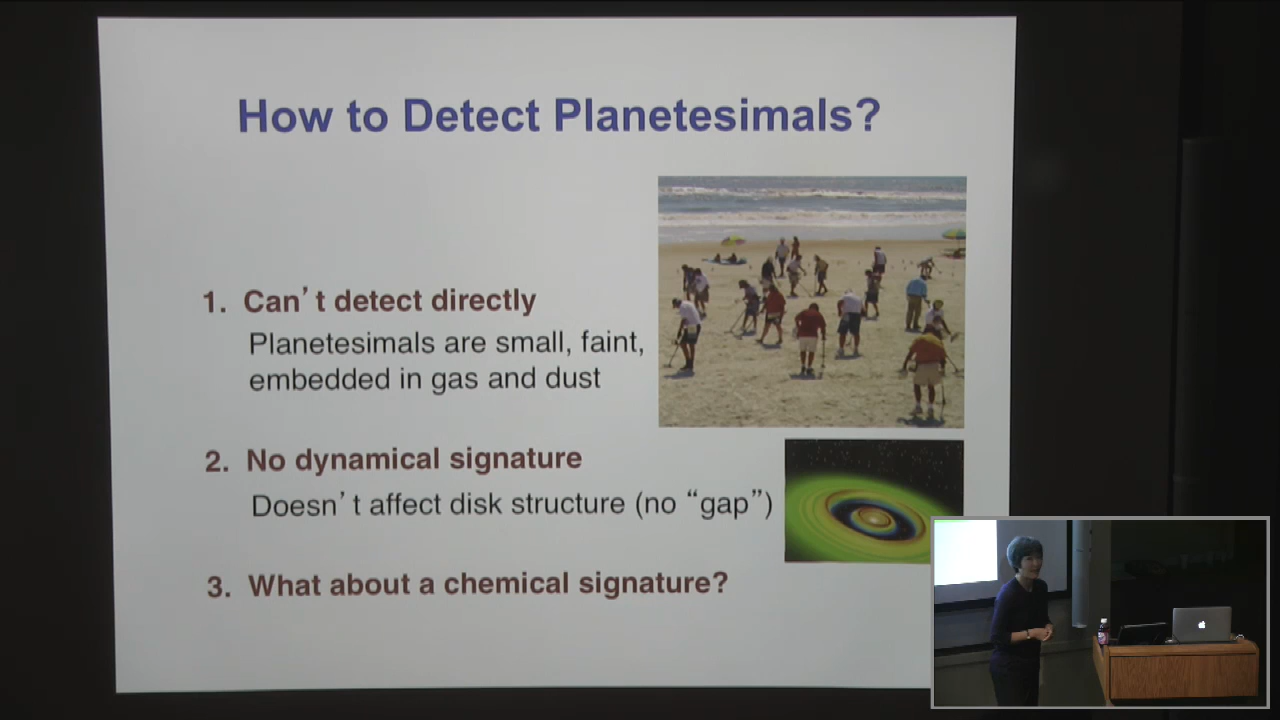 How to Detect Planetesimals?
1. Can't detect directly
Planetesimals are small, faint,
embedded in gas and dust
2. No dynamical signature
Doesn't affect disk structure (no “gap”)
3. What about a chemical signature?